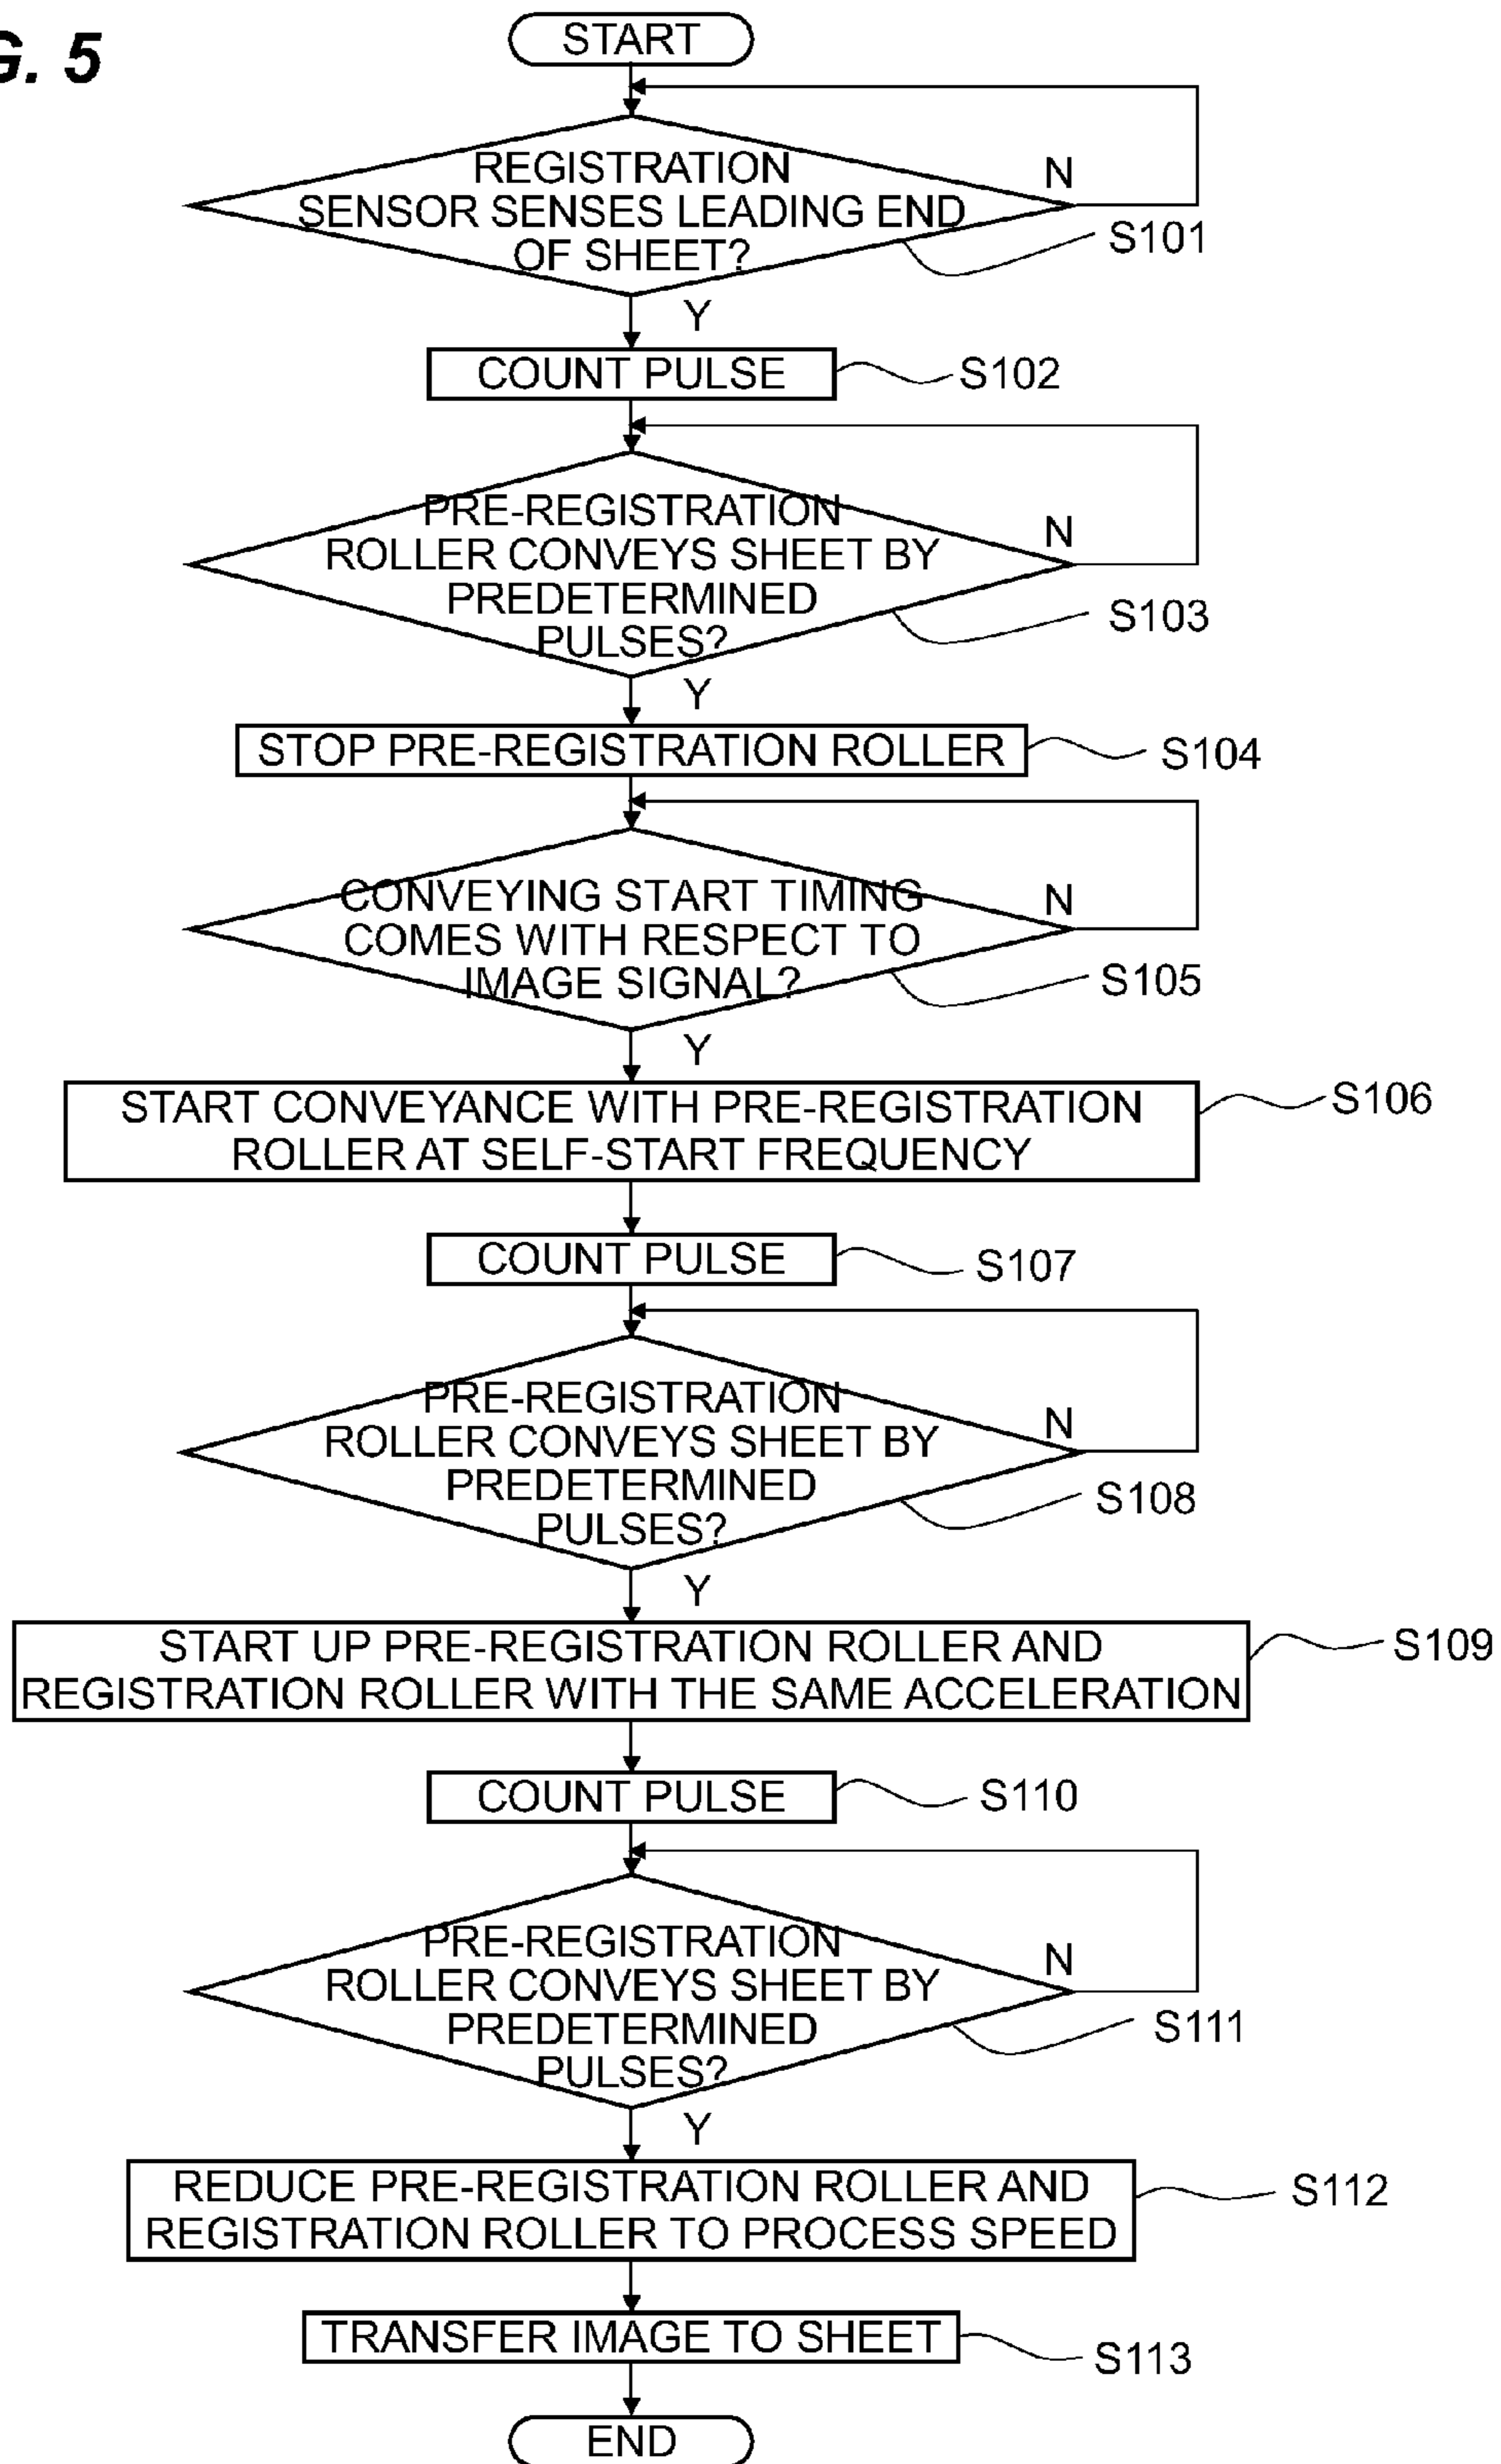 G. 5
START
REGISTRATION
SENSOR SENSES LEADING END
OF SHEET?
N
S101
Y
COUNT PULSE
S102
PRE-REGISTRATION
ROLLER CONVEYS SHEET BY
PREDETERMINED
PULSES?
N
S103
Y
STOP PRE-REGISTRATION ROLLER
S104
CONVEYING START TIMING
COMES WITH RESPECT TO
IMAGE SIGNAL?
N
S105
Y
START CONVEYANCE WITH PRE-REGISTRATION
ROLLER AT SELF-START FREQUENCY
S106
COUNT PULSE
S107
PRE-REGISTRATION
ROLLER CONVEYS SHEET BY
PREDETERMINED
PULSES?
N
S108
Y
START UP PRE-REGISTRATION ROLLER AND
REGISTRATION ROLLER WITH THE SAME ACCELERATION
S109
COUNT PULSE
S110
PRE-REGISTRATION
ROLLER CONVEYS SHEET BY
PREDETERMINED
PULSES?
N
S111
Y
REDUCE PRE-REGISTRATION ROLLER AND
REGISTRATION ROLLER TO PROCESS SPEED
S112
TRANSFER IMAGE TO SHEET
S113
END